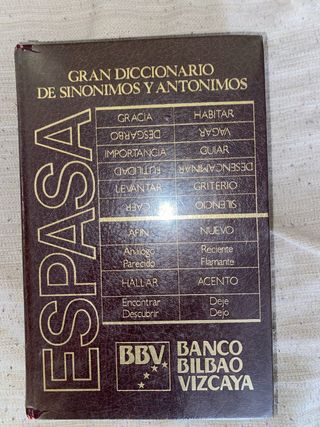 GRAN DICCIONARIO
DE SINONIMOS Y ANTONIMOS
ESPASA
GRACIA HABITAR
DESGARBO VAGAR
IMPORTANCIA GUIAR
FUTILIDAD DESENCAMINAR
LEVANTAR GRITERIO
CAER SILENCIO
AFIN NUEVO
Análogo Reciente
Parecido Flamante
HALLAR ACENTO
Encontrar Deje
Descubrir Dejo
BBV
BANCO
BILBAO
VIZCAYA